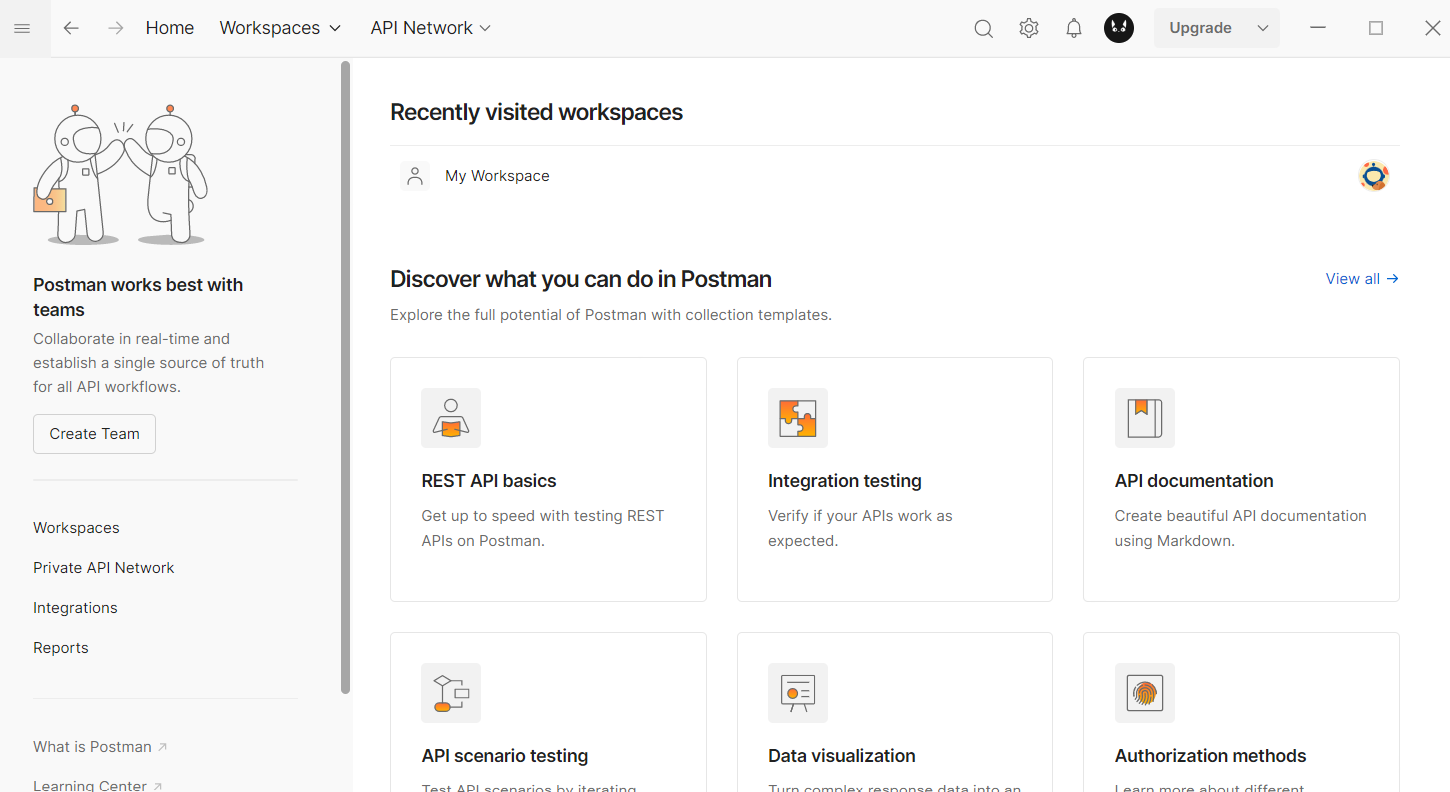 Home Workspaces API Network Upgrade
Postman works best with
teams
Collaborate in real-time and
establish a single source of truth
for all API workflows.
Create Team
Workspaces
Private API Network
Integrations
Reports
What is Postman
Learning Center
Recently visited workspaces
My Workspace
Discover what you can do in Postman
View all →
Explore the full potential of Postman with collection templates.
REST API basics
Get up to speed with testing REST
APIs on Postman.
Integration testing
Verify if your APIs work as
expected.
API documentation
Create beautiful API documentation
using Markdown.
API scenario testing
Test API scenarios by iterating
Data visualization
Turn complex response data into an
Authorization methods
Learn more about different